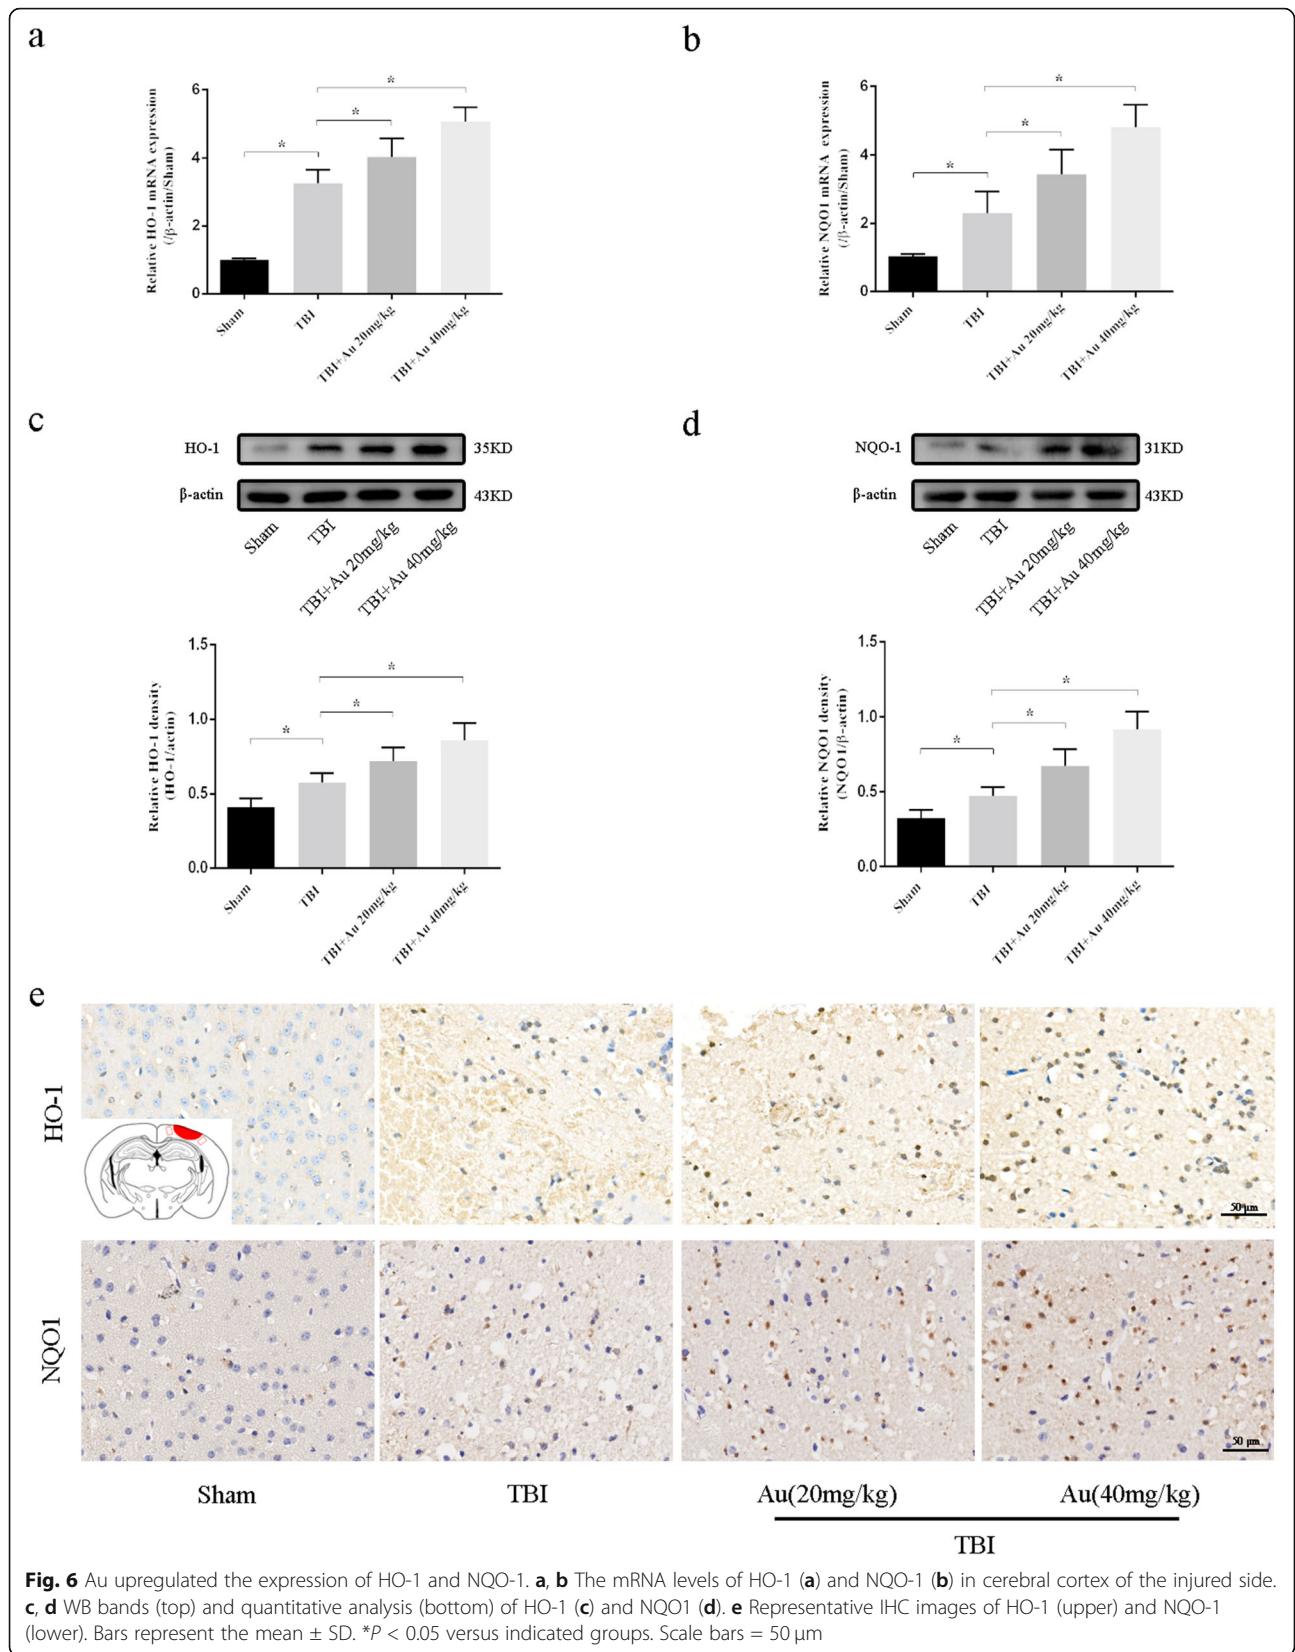 a
Relative HO-1 mRNA expression
(/β-actin/Sham)
6
4
2
0
*
*
*
Sham
TBI
TBI+Au 20mg/kg
TBI+Au 40mg/kg
b
Relative NQO1 mRNA expression
(/β-actin/Sham)
6
4
2
0
*
*
*
Sham
TBI
TBI+Au 20mg/kg
TBI+Au 40mg/kg
c
HO-1
35KD
β-actin
43KD
Sham
TBI
TBI+Au 20mg/kg
TBI+Au 40mg/kg
Relative HO-1 density
(HO-1/actin)
1.5
1.0
0.5
0.0
*
*
*
Sham
TBI
TBI+Au 20mg/kg
TBI+Au 40mg/kg
d
NQO-1
31KD
β-actin
43KD
Sham
TBI
TBI+Au 20mg/kg
TBI+Au 40mg/kg
Relative NQO1 density
(NQO1/β-actin)
1.5
1.0
0.5
0.0
*
*
*
Sham
TBI
TBI+Au 20mg/kg
TBI+Au 40mg/kg
e
HO-1
50 μm
NQO1
50 μm
Sham
TBI
Au(20mg/kg)
Au(40mg/kg)
TBI
Fig. 6 Au upregulated the expression of HO-1 and NQO-1. a, b The mRNA levels of HO-1 (a) and NQO-1 (b) in cerebral cortex of the injured side.
c, d WB bands (top) and quantitative analysis (bottom) of HO-1 (c) and NQO1 (d). e Representative IHC images of HO-1 (upper) and NQO-1
(lower). Bars represent the mean ± SD. *P < 0.05 versus indicated groups. Scale bars = 50 μm